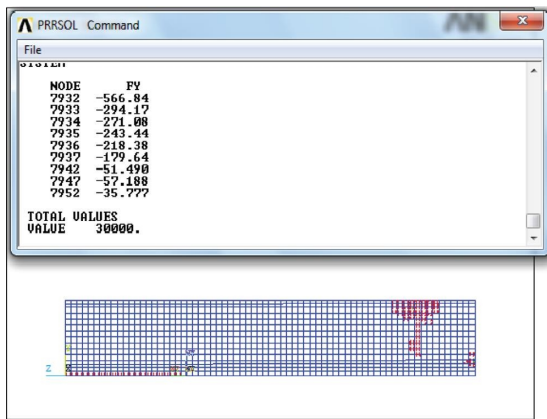 PRRSOL Command
File
SYSTEM
NODE FY
7932 -566.84
7933 -294.17
7934 -271.08
7935 -243.44
7936 -218.38
7937 -179.64
7942 -51.490
7947 -57.188
7952 -35.777
TOTAL VALUES
VALUE 30000.
Z